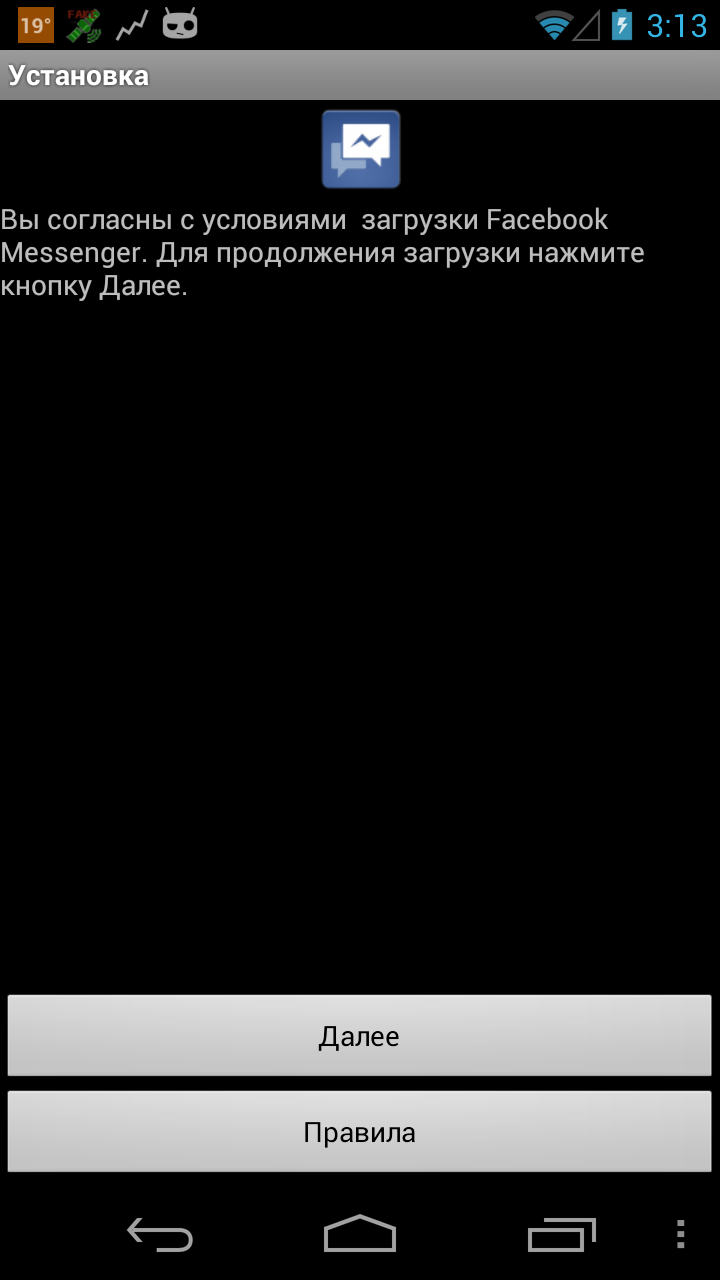 19°
FAKE
3:13
Установка
Вы согласны с условиями  загрузки Facebook
Messenger. Для продолжения загрузки нажмите
кнопку Далее.
Далее
Правила